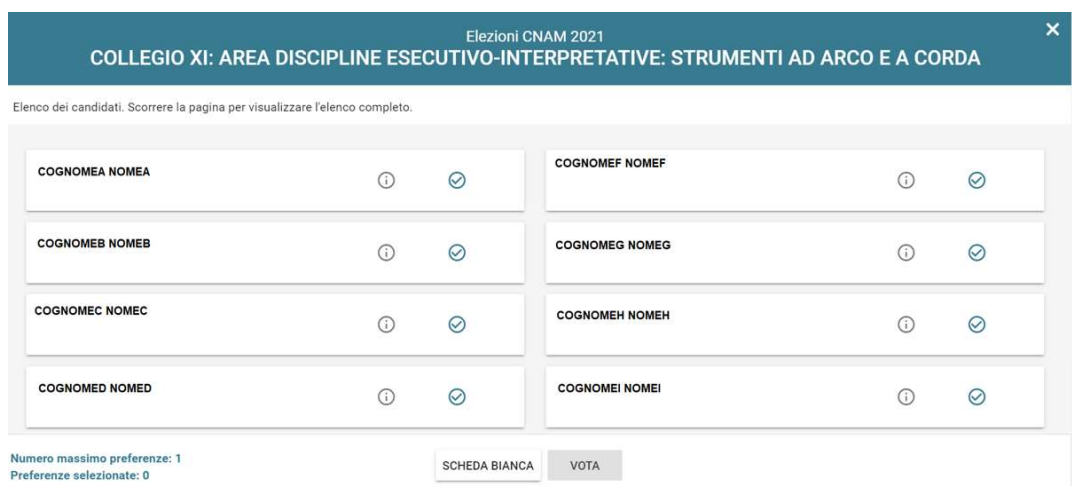 Elezioni CNAM 2021
COLLEGIO XI: AREA DISCIPLINE ESECUTIVO-INTERPRETATIVE: STRUMENTI AD ARCO E A CORDA
Elenco dei candidati. Scorrere la pagina per visualizzare l'elenco completo.
COGNOMEA NOMEA
COGNOMEF NOMEF
COGNOMEB NOMEB
COGNOMEG NOMEG
COGNOMEC NOMEC
COGNOMEH NOMEH
COGNOMED NOMED
COGNOMEI NOMEI
Numero massimo preferenze: 1
Preferenze selezionate: 0
SCHEDA BIANCA
VOTA